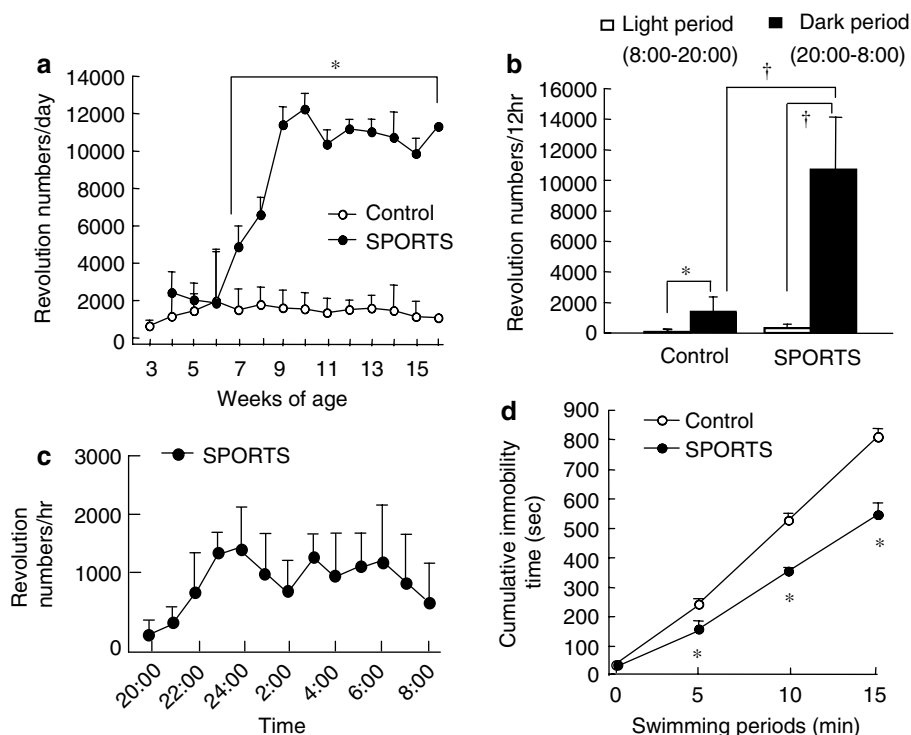 a
*
14000
12000
10000
8000
6000
4000
2000
0
Revolution numbers/day
Control
SPORTS
3 5 7 9 11 13 15
Weeks of age
Light period
(8:00-20:00)
Dark period
(20:00-8:00)
b
†
†
*
16000
14000
12000
10000
8000
6000
4000
2000
0
Revolution numbers/12hr
Control SPORTS
c
SPORTS
3000
2000
1000
0
Revolution
numbers/hr
20:00 22:00 24:00 2:00 4:00 6:00 8:00
Time
d
Control
SPORTS
900
800
700
600
500
400
300
200
100
0
Cumulative immobility
time (sec)
*
*
*
0 5 10 15
Swimming periods (min)